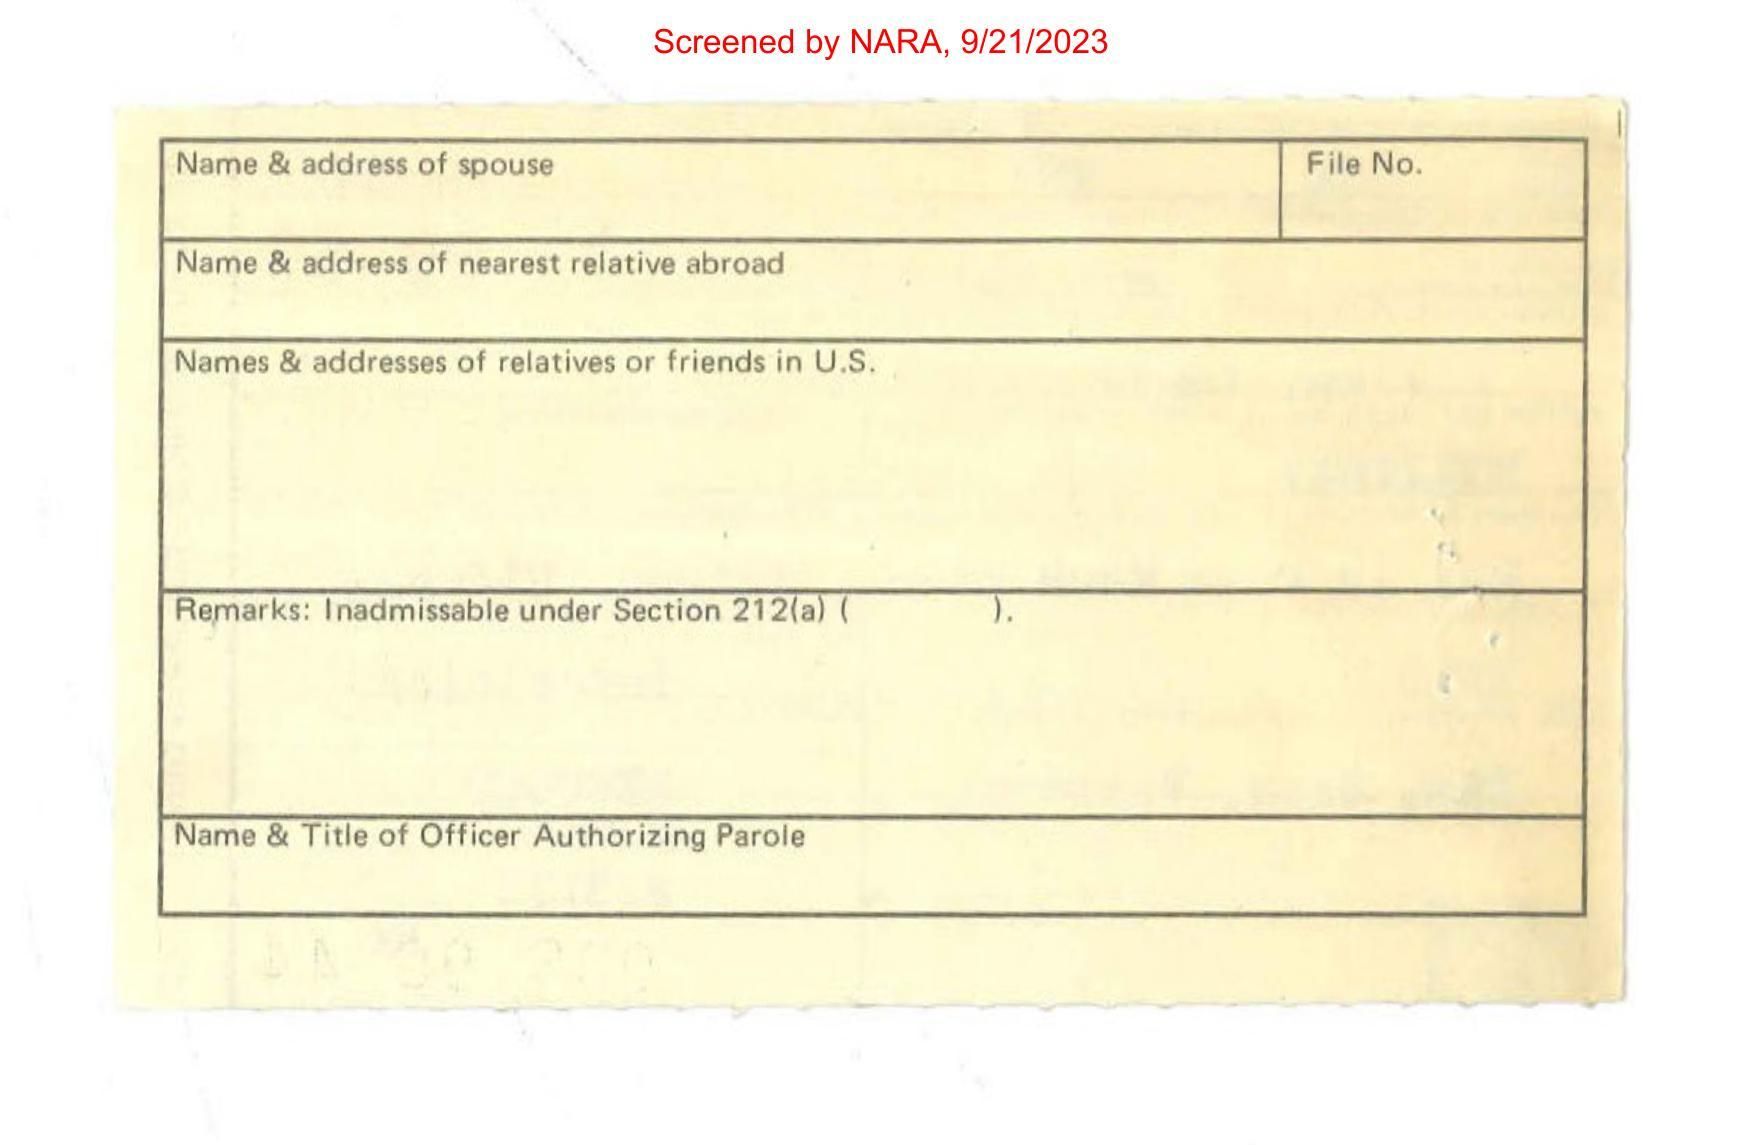 Screened by NARA, 9/21/2023
Name & address of spouse
File No.
Name & address of nearest relative abroad
Names & addresses of relatives or friends in U.S.
Remarks: Inadmissable under Section 212(a) ( ).
Name & Title of Officer Authorizing Parole